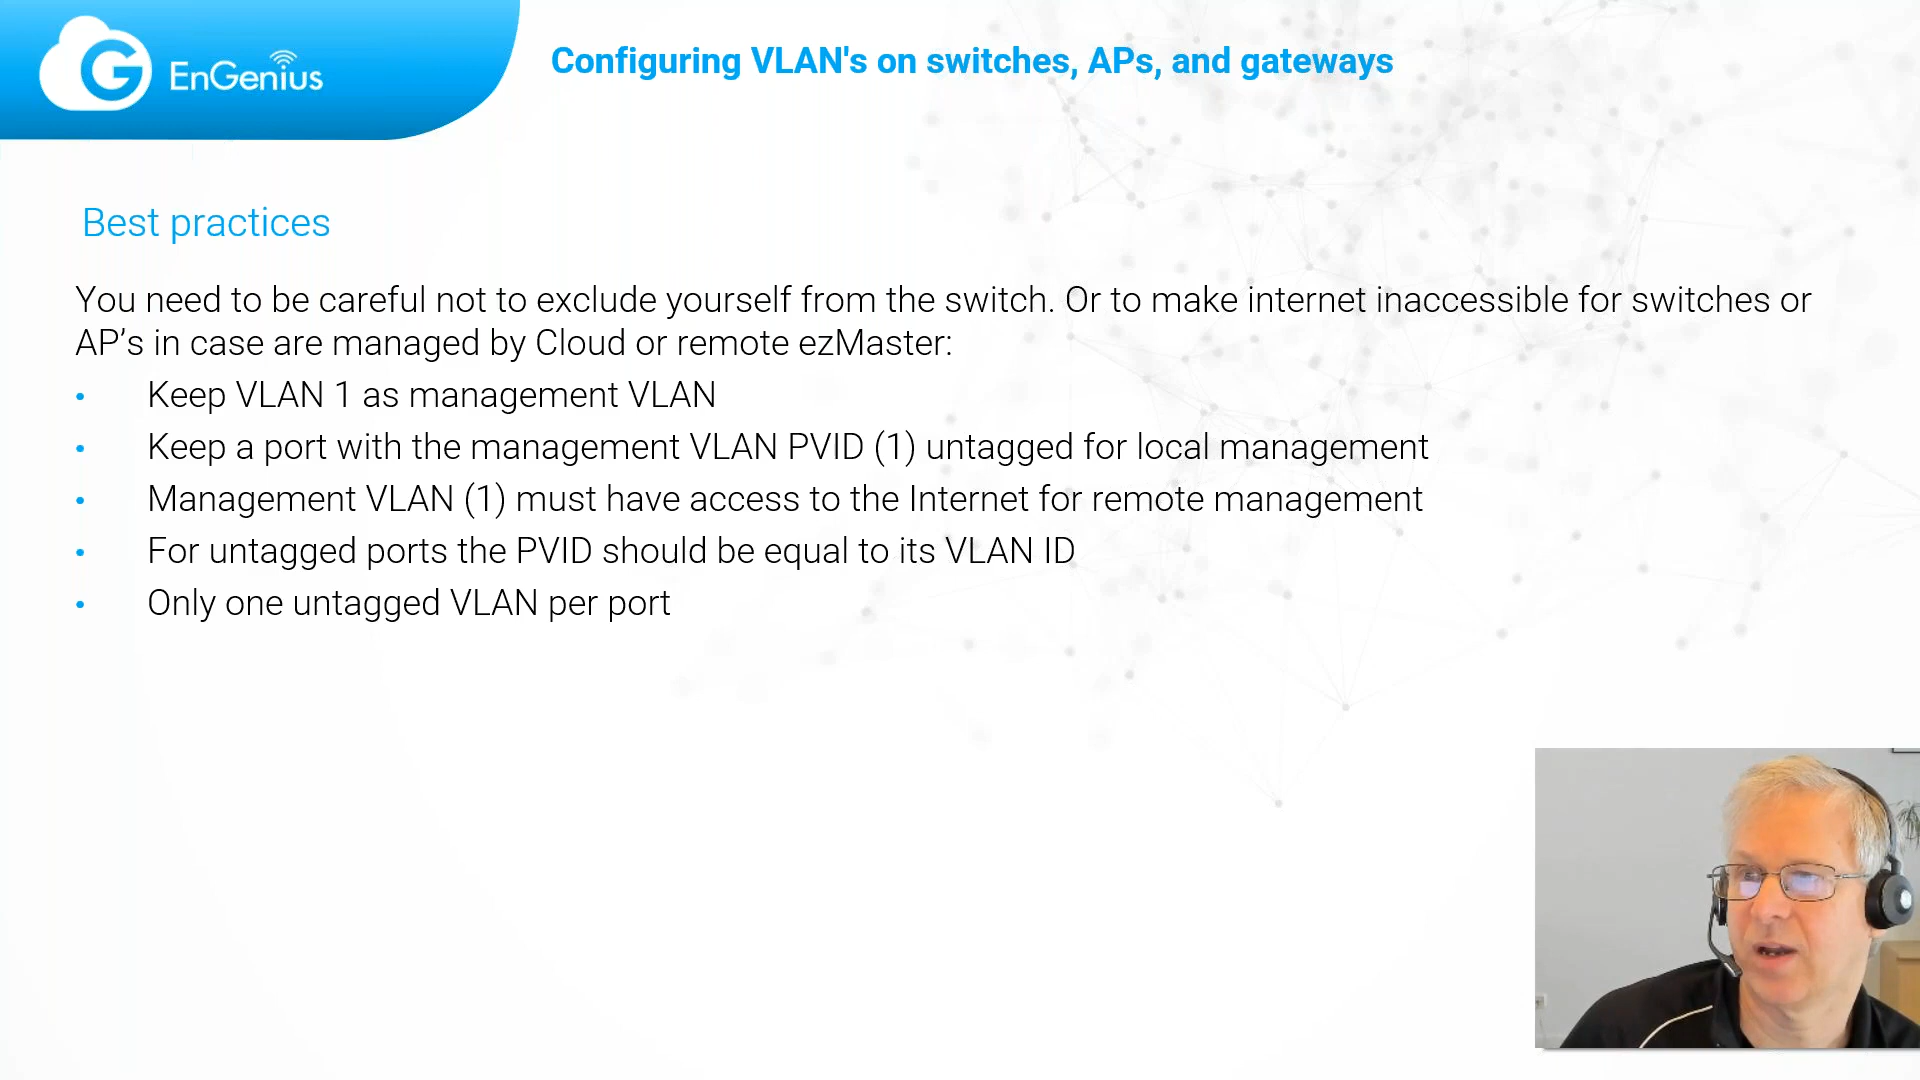 EnGenius
Configuring VLAN's on switches, APs, and gateways
Best practices
You need to be careful not to exclude yourself from the switch. Or to make internet inaccessible for switches or
AP’s in case are managed by Cloud or remote ezMaster:
• Keep VLAN 1 as management VLAN
• Keep a port with the management VLAN PVID (1) untagged for local management
• Management VLAN (1) must have access to the Internet for remote management
• For untagged ports the PVID should be equal to its VLAN ID
• Only one untagged VLAN per port